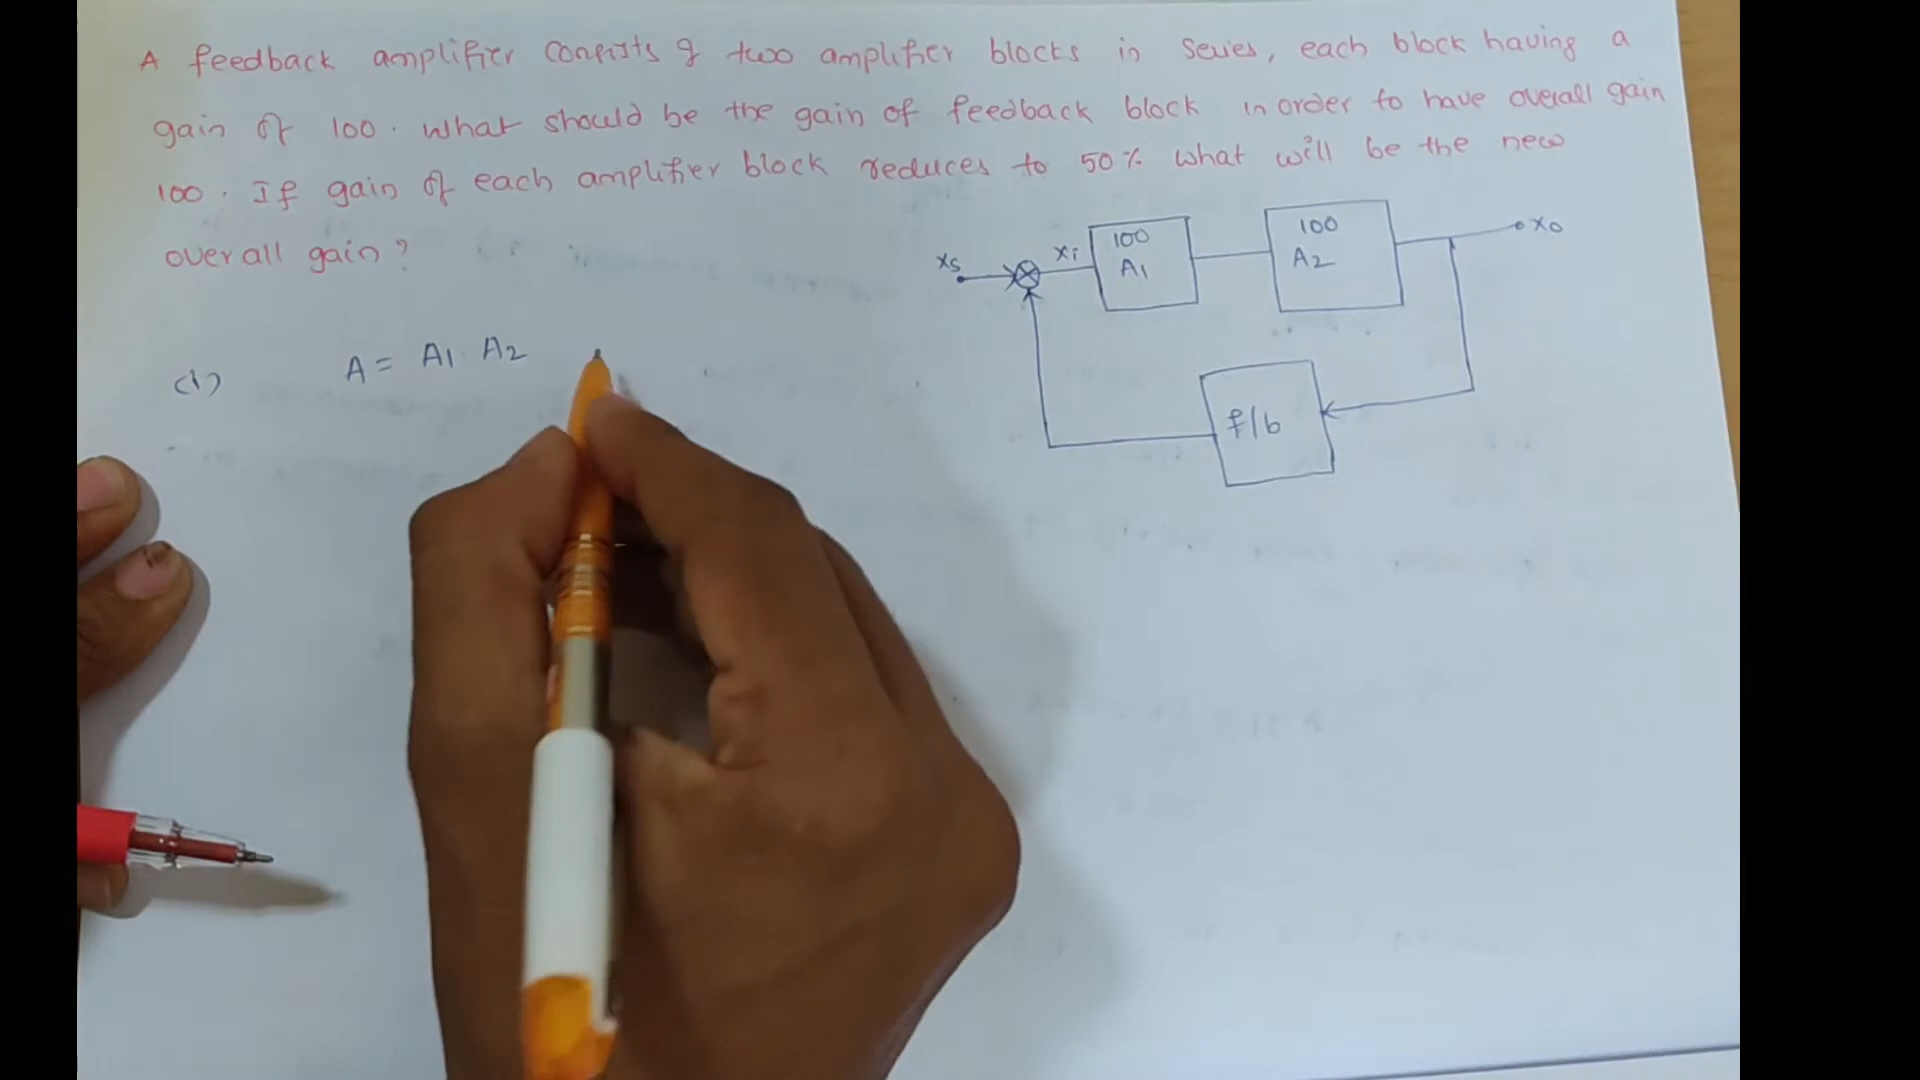 A feedback amplifier consists of two amplifier blocks in series, each block having a
gain of 100. What should be the gain of feedback block in order to have overall gain
100. If gain of each amplifier block reduces to 50% what will be the new
overall gain?
Xs
Xi
100
A1
100
A2
X0
f/b
(1) A = A1. A2